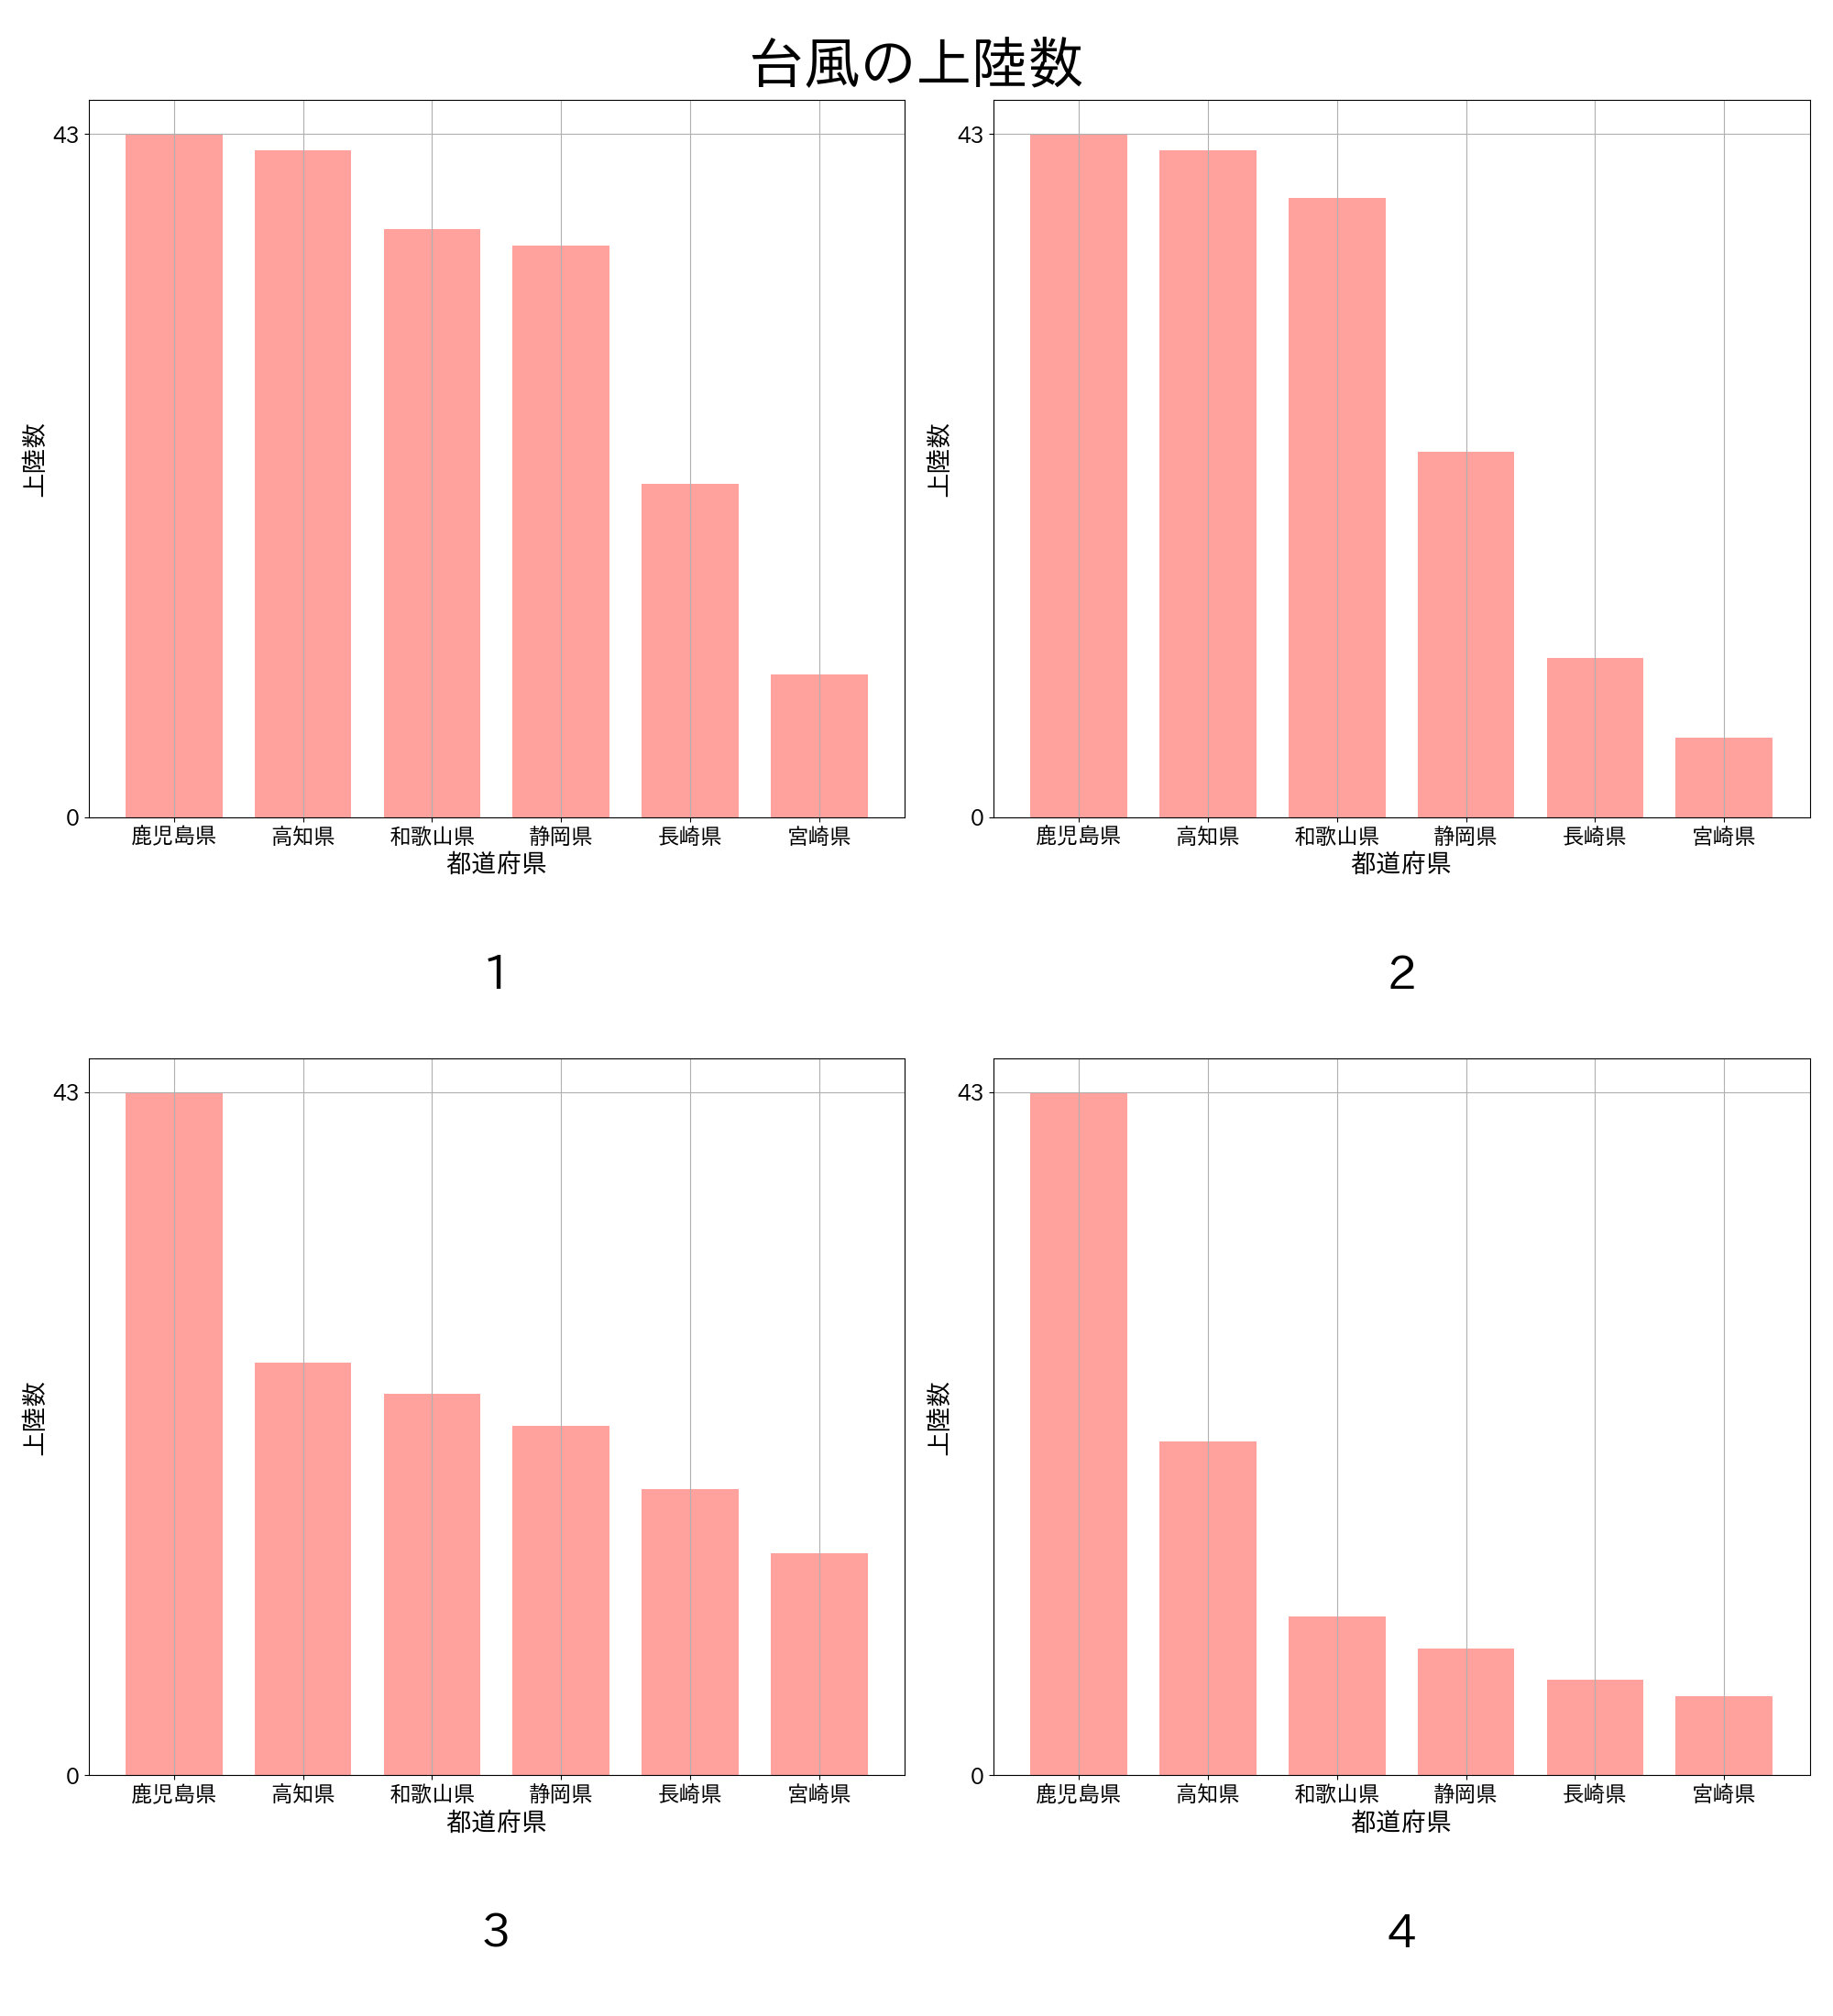 台風の上陸数
43
0
上陸数
鹿児島県 高知県 和歌山県 静岡県 長崎県 宮崎県
都道府県
1
43
0
上陸数
鹿児島県 高知県 和歌山県 静岡県 長崎県 宮崎県
都道府県
2
43
0
上陸数
鹿児島県 高知県 和歌山県 静岡県 長崎県 宮崎県
都道府県
3
43
0
上陸数
鹿児島県 高知県 和歌山県 静岡県 長崎県 宮崎県
都道府県
4